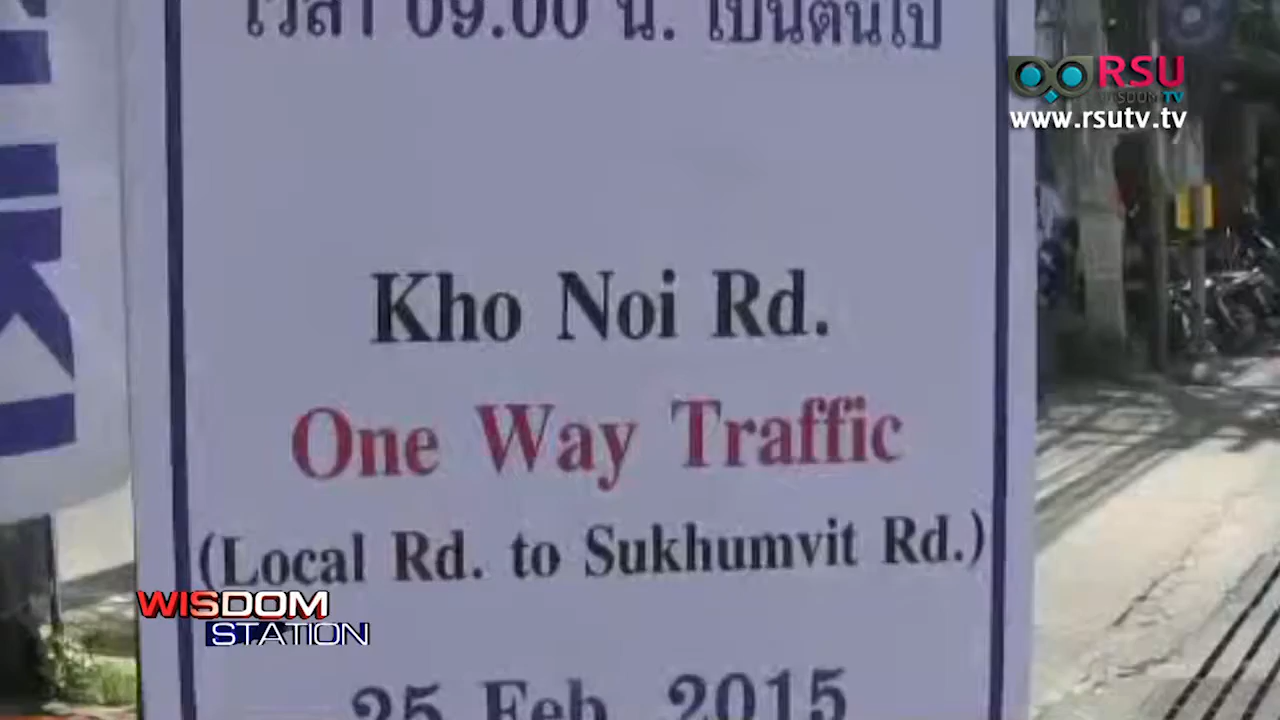 เวลา 09.00 น. เป็นต้นไป
RSU
WISDOM TV
www.rsutv.tv
Kho Noi Rd.
One Way Traffic
(Local Rd. to Sukhumvit Rd.)
WISDOM
STATION
25 Feb. 2015